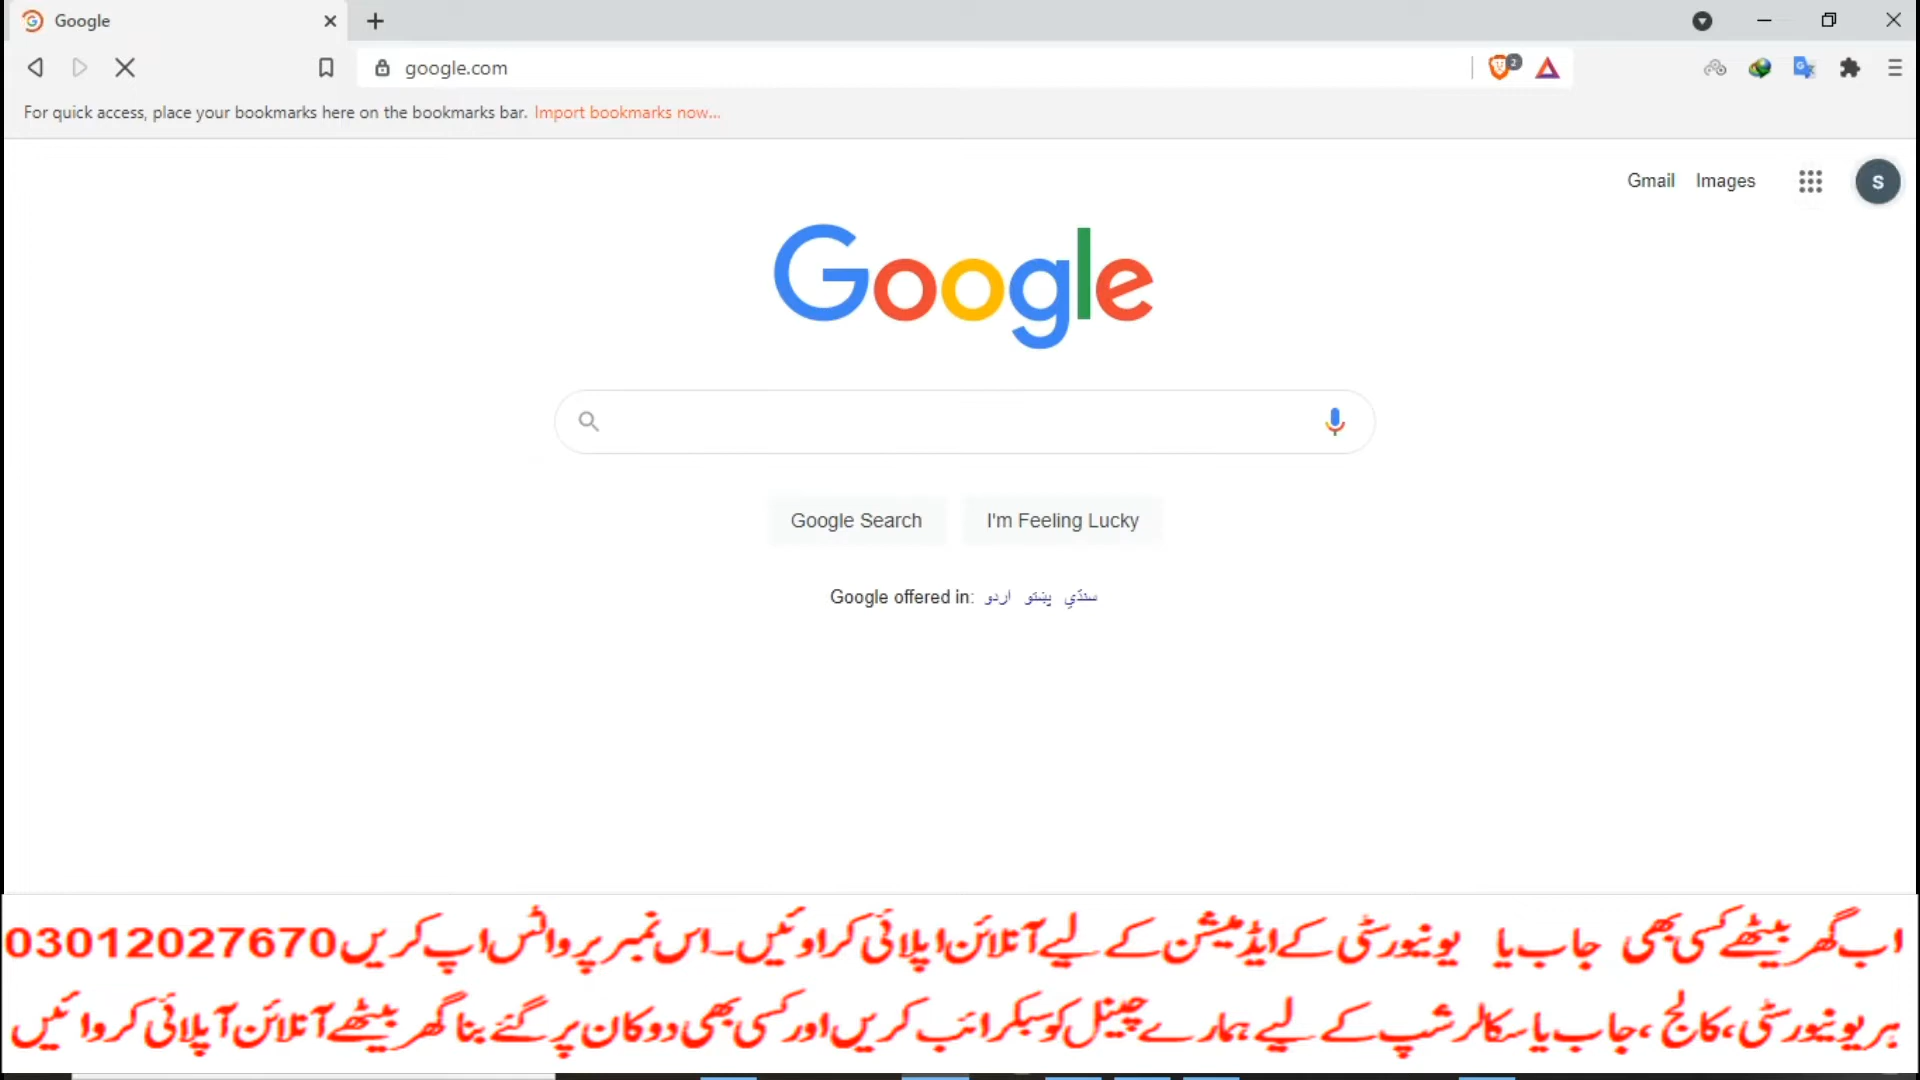 Google
google.com
2
For quick access, place your bookmarks here on the bookmarks bar. Import bookmarks now...
Gmail Images
S
Google
Google Search I'm Feeling Lucky
Google offered in: اردو پښتو سنڌي
اب گھر بیٹھے کسی بھی جاب یا یونیورسٹی کے ایڈمیشن کے لیے آنلائن اپلائی کراوئیں۔اس نمبر پر واٹس اپ کریں 03012027670
ہر یونیورسٹی،کالج ،جاب یا سکالرشپ کے لیے ہمارے چینل کو سبکرائب کریں اور کسی بھی دوکان پر گئے بنا گھر بیٹھے آنلائن آپلائی کروائیں